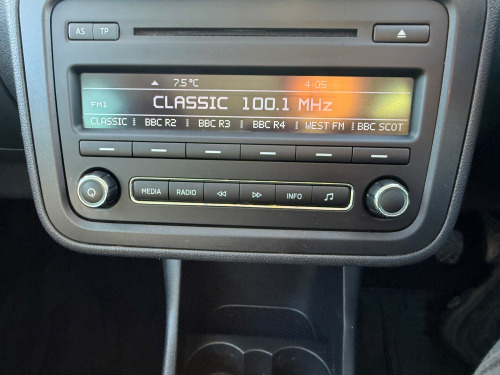 AS TP TP
7.5°C 4:05
FM1 CLASSIC 100.1 MHz
CLASSIC BBC R2 BBC R3 BBC R4 WEST FM BBC SCOT
MEDIA RADIO INFO